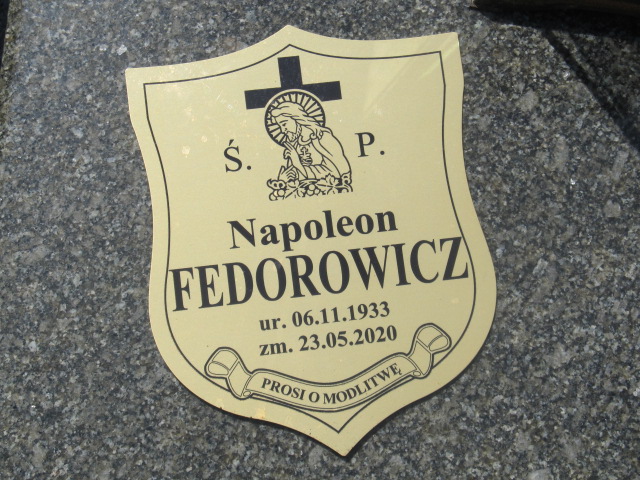 Ś. P.
Napoleon
FEDOROWICZ
ur. 06.11.1933
zm. 23.05.2020
PROSI O MODLITWĘ